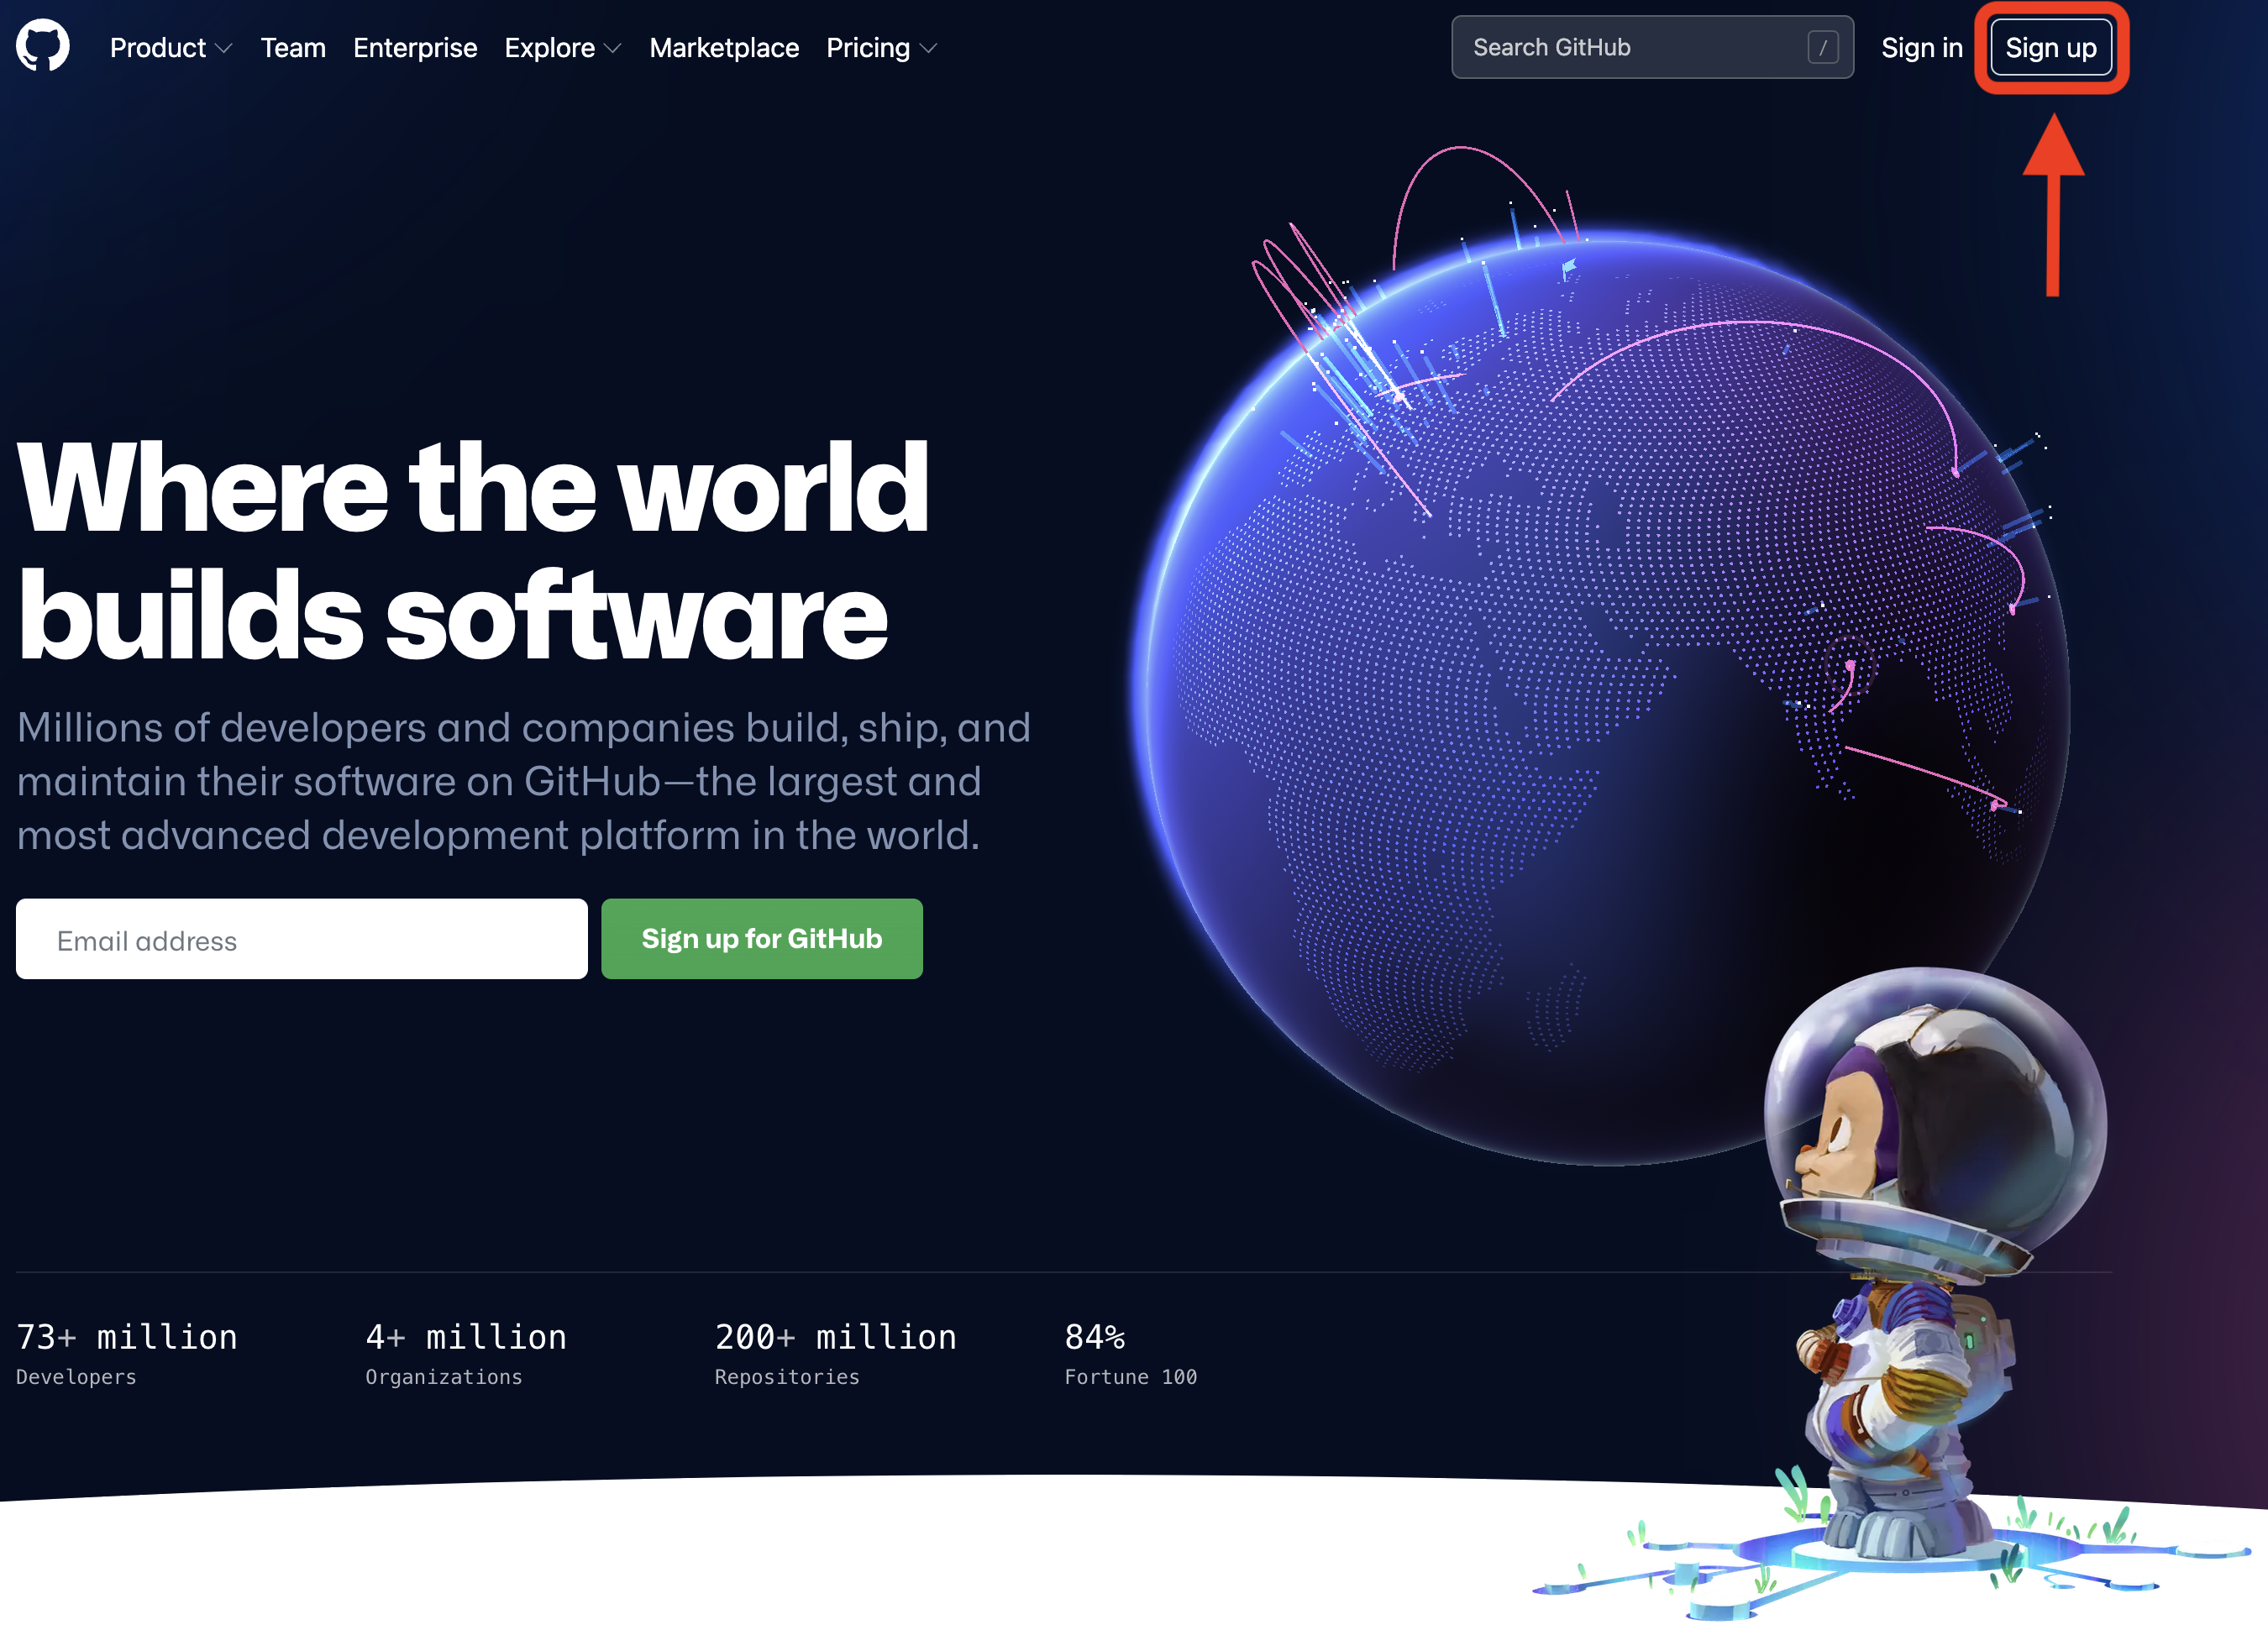 Product Team Enterprise Explore Marketplace Pricing Search GitHub / Sign in Sign up
Where the world
builds software
Millions of developers and companies build, ship, and
maintain their software on GitHub—the largest and
most advanced development platform in the world.
Email address Sign up for GitHub
73+ million 4+ million 200+ million 84%
Developers Organizations Repositories Fortune 100